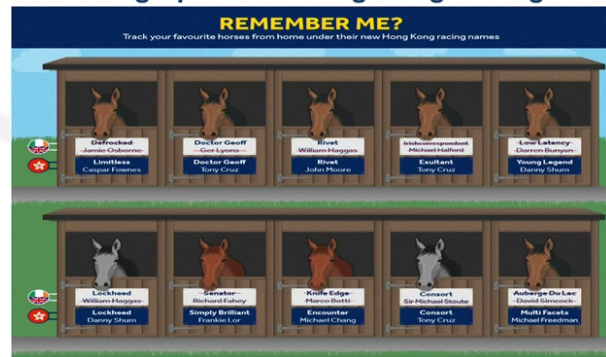 REMEMBER ME?
Track your favourite horses from home under their new Hong Kong racing names
Defrocked
Jamie Osborne
Limitless
Caspar Fownes
Doctor Geoff
Ger Lyons
Doctor Geoff
Tony Cruz
Rivet
William Haggas
Rivet
John Moore
Irishcorrespondent
Michael Halford
Exultant
Tony Cruz
Low Latency
Darren Bunyan
Young Legend
Danny Shum
Lockheed
William Haggas
Lockheed
Danny Shum
Senator
Richard Fahey
Simply Brilliant
Frankie Lor
Knife Edge
Marco Botti
Encounter
Michael Chang
Consort
Sir Michael Stoute
Consort
Tony Cruz
Auberge Du Lac
David Simcock
Multi Facets
Michael Freedman